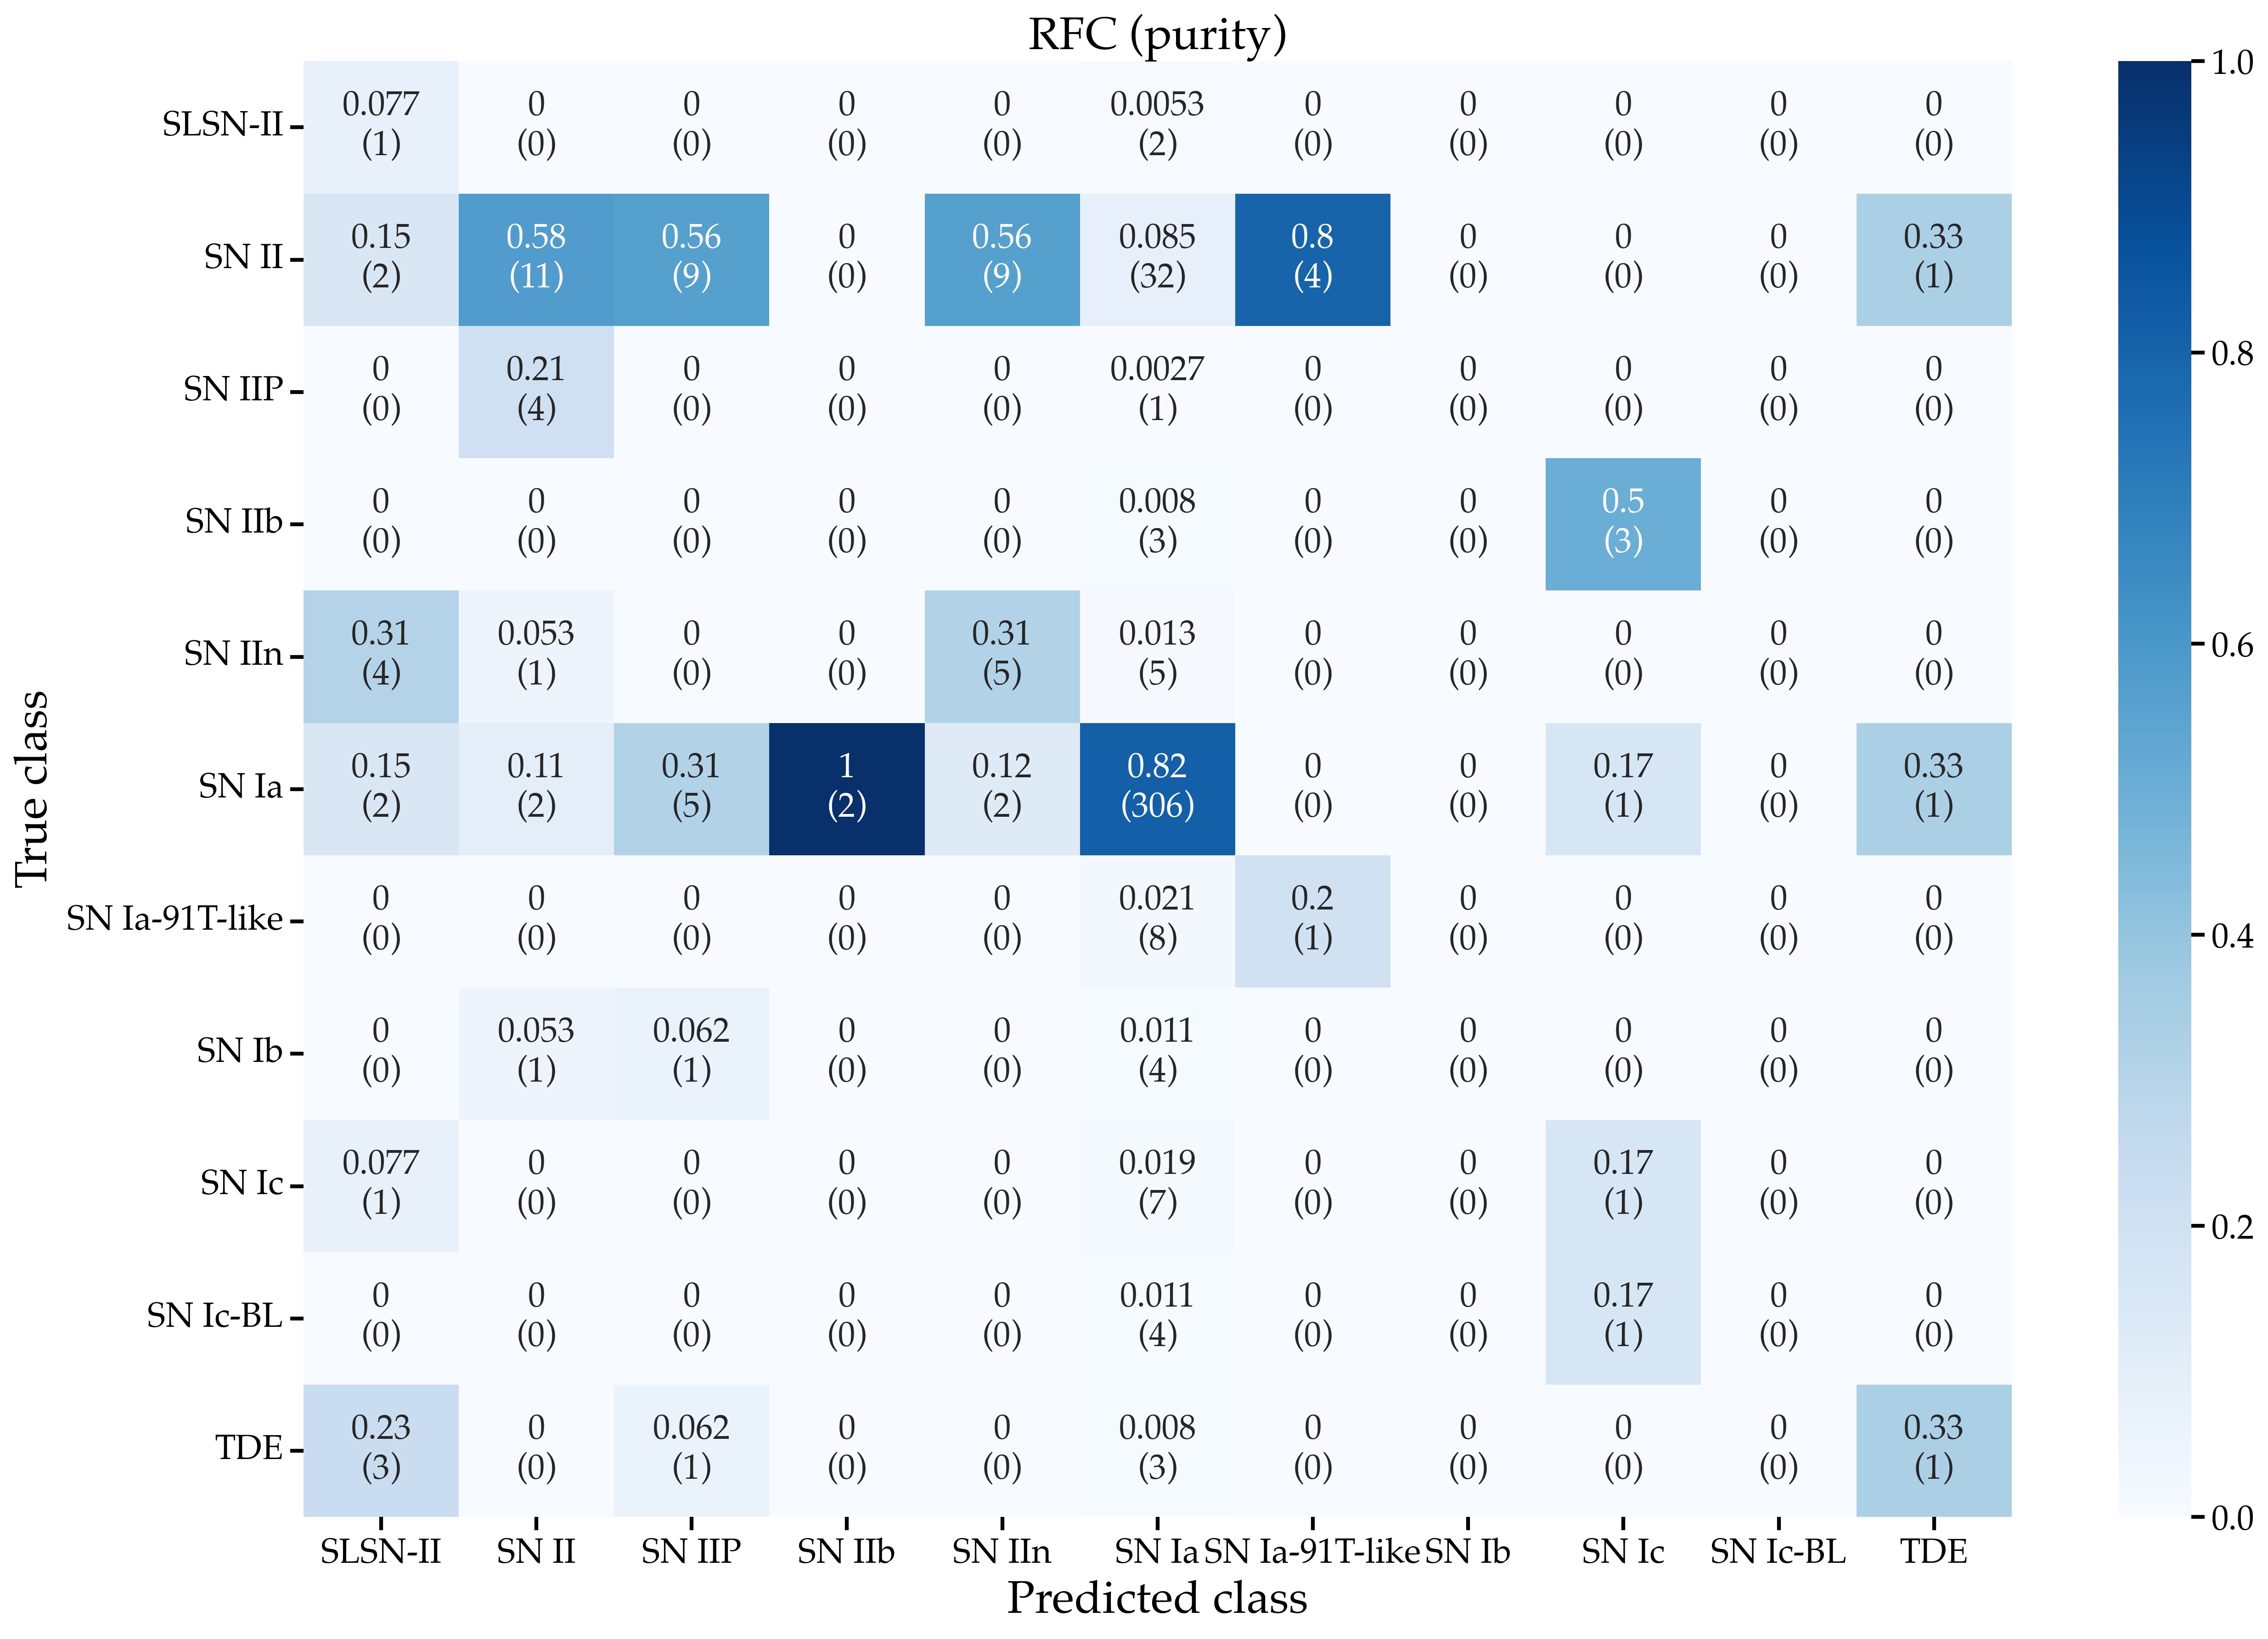 RFC (purity)
True class
SLSN-II 0.077 0 0 0 0 0.0053 0 0 0 0 0
(1) (0) (0) (0) (0) (2) (0) (0) (0) (0) (0)
SN II 0.15 0.58 0.56 0 0.56 0.085 0.8 0 0 0 0.33
(2) (11) (9) (0) (9) (32) (4) (0) (0) (0) (1)
SN IIP 0 0.21 0 0 0 0.0027 0 0 0 0 0
(0) (4) (0) (0) (0) (1) (0) (0) (0) (0) (0)
SN IIb 0 0 0 0 0 0.008 0 0 0.5 0 0
(0) (0) (0) (0) (0) (3) (0) (0) (3) (0) (0)
SN IIn 0.31 0.053 0 0 0.31 0.013 0 0 0 0 0
(4) (1) (0) (0) (5) (5) (0) (0) (0) (0) (0)
SN Ia 0.15 0.11 0.31 1 0.12 0.82 0 0 0.17 0 0.33
(2) (2) (5) (2) (2) (306) (0) (0) (1) (0) (1)
SN Ia-91T-like 0 0 0 0 0 0.021 0.2 0 0 0 0
(0) (0) (0) (0) (0) (8) (1) (0) (0) (0) (0)
SN Ib 0 0.053 0.062 0 0 0.011 0 0 0 0 0
(0) (1) (1) (0) (0) (4) (0) (0) (0) (0) (0)
SN Ic 0.077 0 0 0 0 0.019 0 0 0.17 0 0
(1) (0) (0) (0) (0) (7) (0) (0) (1) (0) (0)
SN Ic-BL 0 0 0 0 0 0.011 0 0 0.17 0 0
(0) (0) (0) (0) (0) (4) (0) (0) (1) (0) (0)
TDE 0.23 0 0.062 0 0 0.008 0 0 0 0 0.33
(3) (0) (1) (0) (0) (3) (0) (0) (0) (0) (1)
SLSN-II SN II SN IIP SN IIb SN IIn SN Ia SN Ia-91T-like SN Ib SN Ic SN Ic-BL TDE
Predicted class
1.0
0.8
0.6
0.4
0.2
0.0